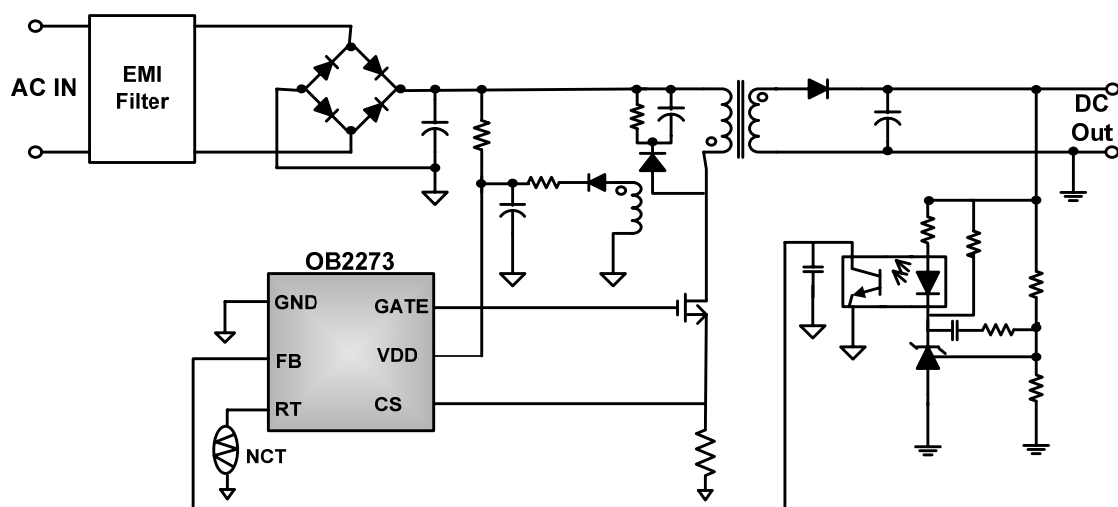 AC IN
EMI
Filter
DC
Out
OB2273
GND
GATE
FB
VDD
RT
CS
NCT